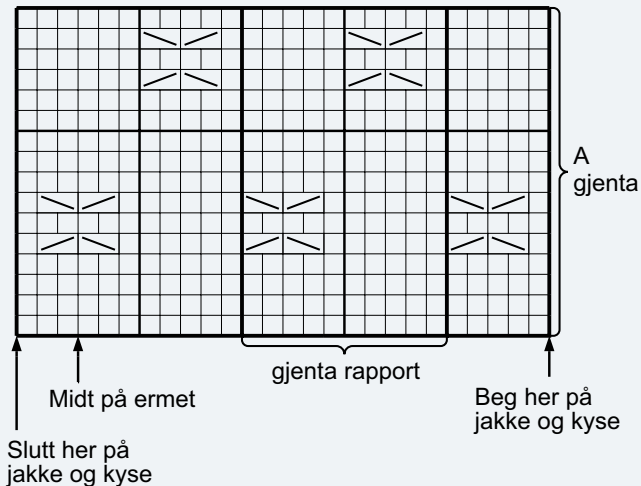 A
gjenta
gjenta rapport
Midt på ermet
Beg her på
jakke og kyse
Slutt her på
jakke og kyse